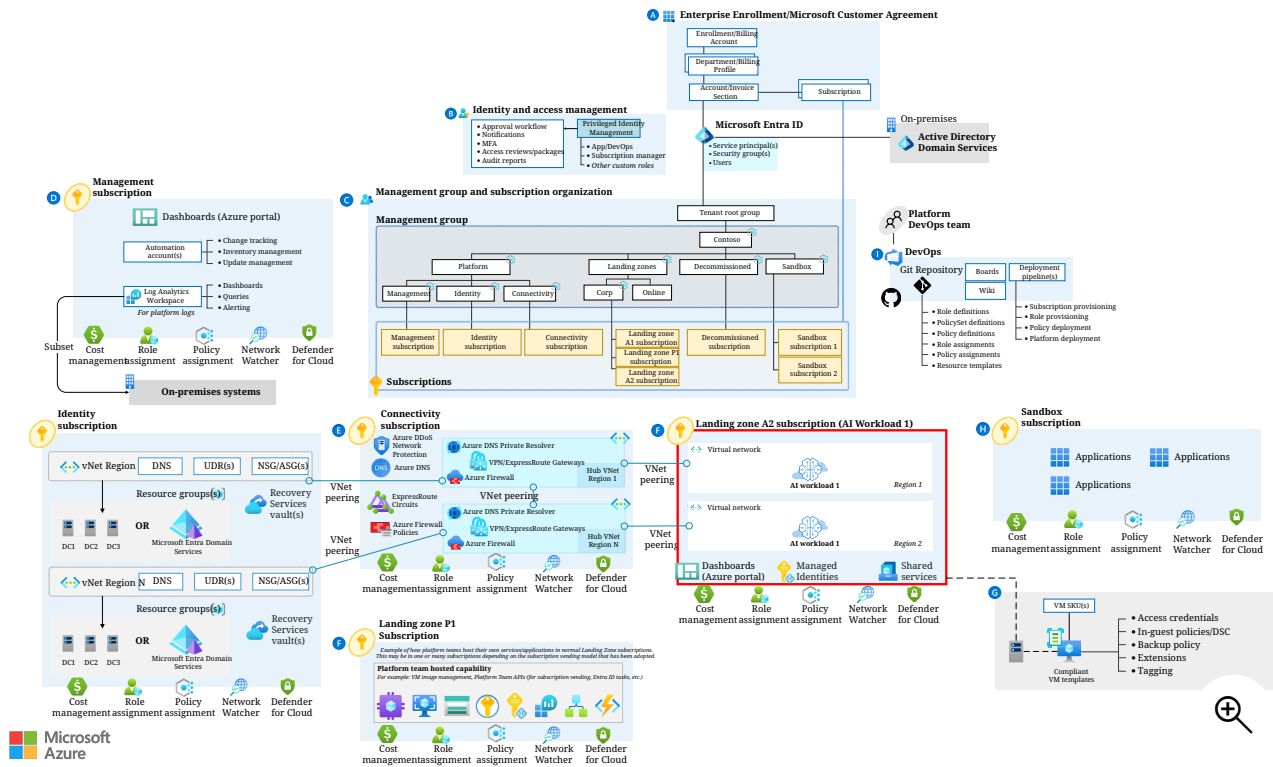 A
Enterprise Enrollment/Microsoft Customer Agreement
Enrollment/Billing
Account
Department/Billing
Profile
Account/Invoice
Section
Subscription
B
Identity and access management
• Approval workflow
• Notifications
• MFA
• Access reviews/packages
• Audit reports
Privileged Identity
Management
• App/DevOps
• Subscription manager
• Other custom roles
Microsoft Entra ID
• Service principal(s)
• Security group(s)
• Users
On-premises
Active Directory
Domain Services
D
Management
subscription
Dashboards (Azure portal)
Automation
account(s)
• Change tracking
• Inventory management
• Update management
Log Analytics
Workspace
For platform logs
• Dashboards
• Queries
• Alerting
Subset
Cost
management
Role
assignment
Policy
assignment
Network
Watcher
Defender
for Cloud
On-premises systems
C
Management group and subscription organization
Management group
Tenant root group
Contoso
Platform
Landing zones
Decommissioned
Sandbox
Management
Identity
Connectivity
Corp
Online
Management
subscription
Identity
subscription
Connectivity
subscription
Landing zone
A1 subscription
Landing zone P1
subscription
Landing zone
A2 subscription
Decommissioned
subscription
Sandbox
subscription 1
Sandbox
subscription 2
Subscriptions
Platform
DevOps team
I
DevOps
Git Repository
Boards
Wiki
Deployment
pipeline(s)
• Role definitions
• PolicySet definitions
• Policy definitions
• Role assignments
• Policy assignments
• Resource templates
• Subscription provisioning
• Role provisioning
• Policy deployment
• Platform deployment
Identity
subscription
vNet Region
DNS
UDR(s)
NSG/ASG(s)
Resource groups(s)
DC1
DC2
DC3
OR
Microsoft Entra Domain
Services
Recovery
Services
vault(s)
vNet Region N
DNS
UDR(s)
NSG/ASG(s)
Resource groups(s)
DC1
DC2
DC3
OR
Microsoft Entra Domain
Services
Recovery
Services
vault(s)
Cost
management
Role
assignment
Policy
assignment
Network
Watcher
Defender
for Cloud
VNet
peering
VNet
peering
E
Connectivity
subscription
Azure DDoS
Network
Protection
Azure DNS
ExpressRoute
Circuits
Azure Firewall
Policies
Azure DNS Private Resolver
VPN/ExpressRoute Gateways
Azure Firewall
Hub VNet
Region 1
VNet peering
Azure DNS Private Resolver
VPN/ExpressRoute Gateways
Azure Firewall
Hub VNet
Region N
Cost
management
Role
assignment
Policy
assignment
Network
Watcher
Defender
for Cloud
VNet
peering
VNet
peering
F
Landing zone A2 subscription (AI Workload 1)
Virtual network
AI workload 1
Region 1
Virtual network
AI workload 1
Region 2
Dashboards
(Azure portal)
Managed
Identities
Shared
services
Cost
management
Role
assignment
Policy
assignment
Network
Watcher
Defender
for Cloud
H
Sandbox
subscription
Applications
Applications
Applications
Cost
management
Role
assignment
Policy
assignment
Network
Watcher
Defender
for Cloud
G
VM SKU(s)
Compliant
VM templates
• Access credentials
• In-guest policies/DSC
• Backup policy
• Extensions
• Tagging
F
Landing zone P1
Subscription
Example of how platform teams host their own services/applications in normal Landing Zone subscriptions.
This may be in one or many subscriptions depending on the subscription vending model that has been adopted.
Platform team hosted capability
For example: VM image management, Platform Team APIs (for subscription vending, Entra ID tasks, etc.)
Cost
management
Role
assignment
Policy
assignment
Network
Watcher
Defender
for Cloud
Microsoft
Azure